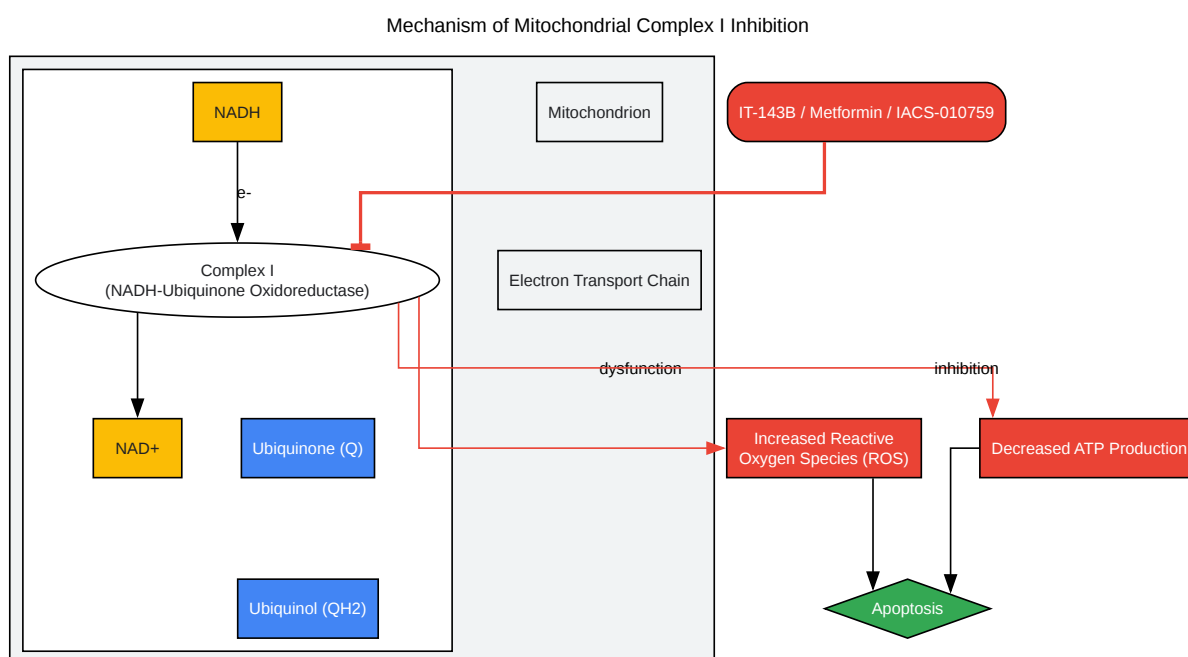 Mechanism of Mitochondrial Complex I Inhibition
NADH
Mitochondrion
IT-143B / Metformin / IACS-010759
e-
Complex I
(NADH-Ubiquinone Oxidoreductase)
Electron Transport Chain
dysfunction
inhibition
NAD+
Ubiquinone (Q)
Increased Reactive
Oxygen Species (ROS)
Decreased ATP Production
Ubiquinol (QH2)
Apoptosis